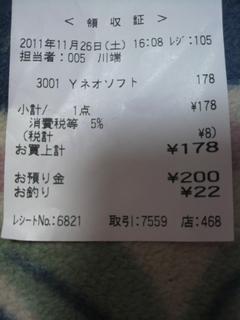 ＜ 領 収 証 ＞
2011年11月26日(土) 16:08 ﾚｼﾞ:105
担当者：005 川端
3001 Ｙネオソフト 178
小計/ 1点 ¥178
消費税等 5%
(税計 ¥8)
お買上計 ¥178
お預り金 ¥200
お釣り ¥22
ﾚｼｰﾄNo.:6821 取引:7559 店:468